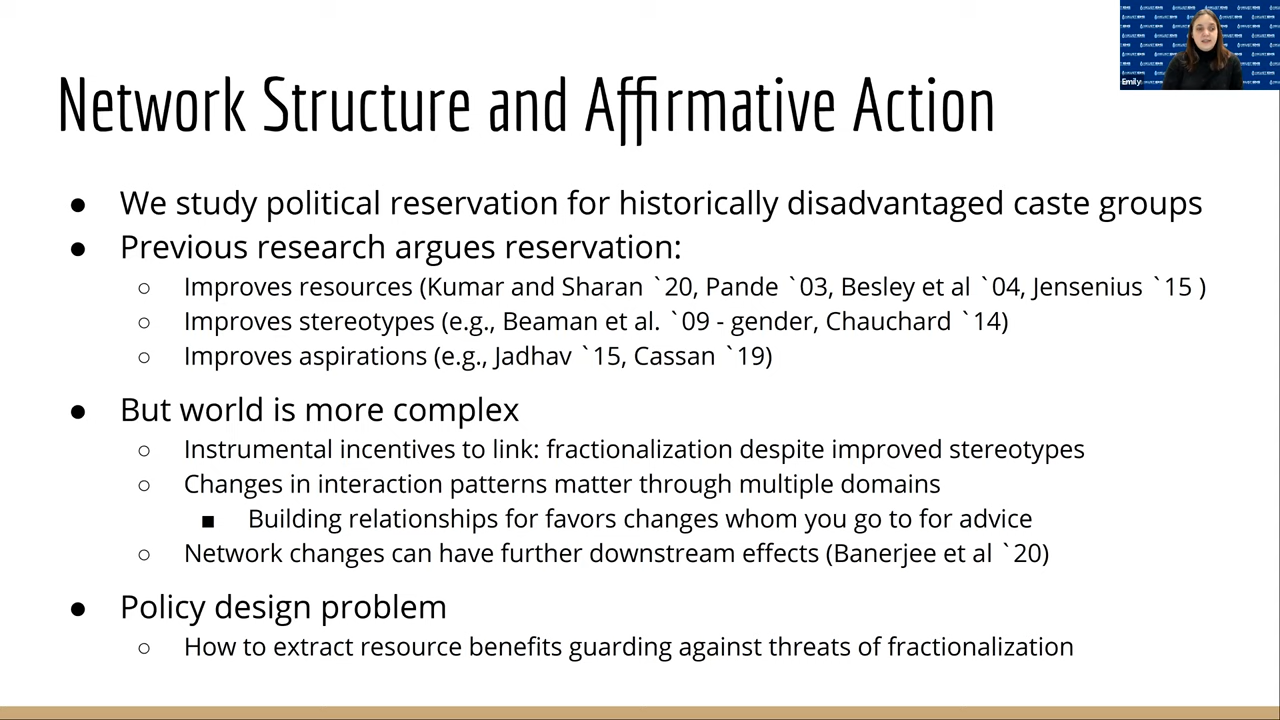 Network Structure and Affirmative Action
Emily
● We study political reservation for historically disadvantaged caste groups
● Previous research argues reservation:
○ Improves resources (Kumar and Sharan `20, Pande `03, Besley et al `04, Jensenius `15 )
○ Improves stereotypes (e.g., Beaman et al. `09 - gender, Chauchard `14)
○ Improves aspirations (e.g., Jadhav `15, Cassan `19)
● But world is more complex
○ Instrumental incentives to link: fractionalization despite improved stereotypes
○ Changes in interaction patterns matter through multiple domains
■ Building relationships for favors changes whom you go to for advice
○ Network changes can have further downstream effects (Banerjee et al `20)
● Policy design problem
○ How to extract resource benefits guarding against threats of fractionalization